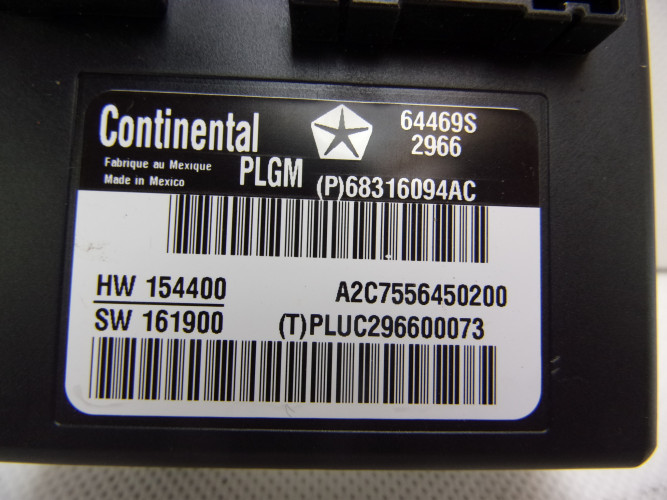 Continental
64469S
2966
Fabrique au Mexique
Made in Mexico
PLGM
(P)68316094AC
HW 154400
A2C7556450200
SW 161900
(T)PLUC296600073